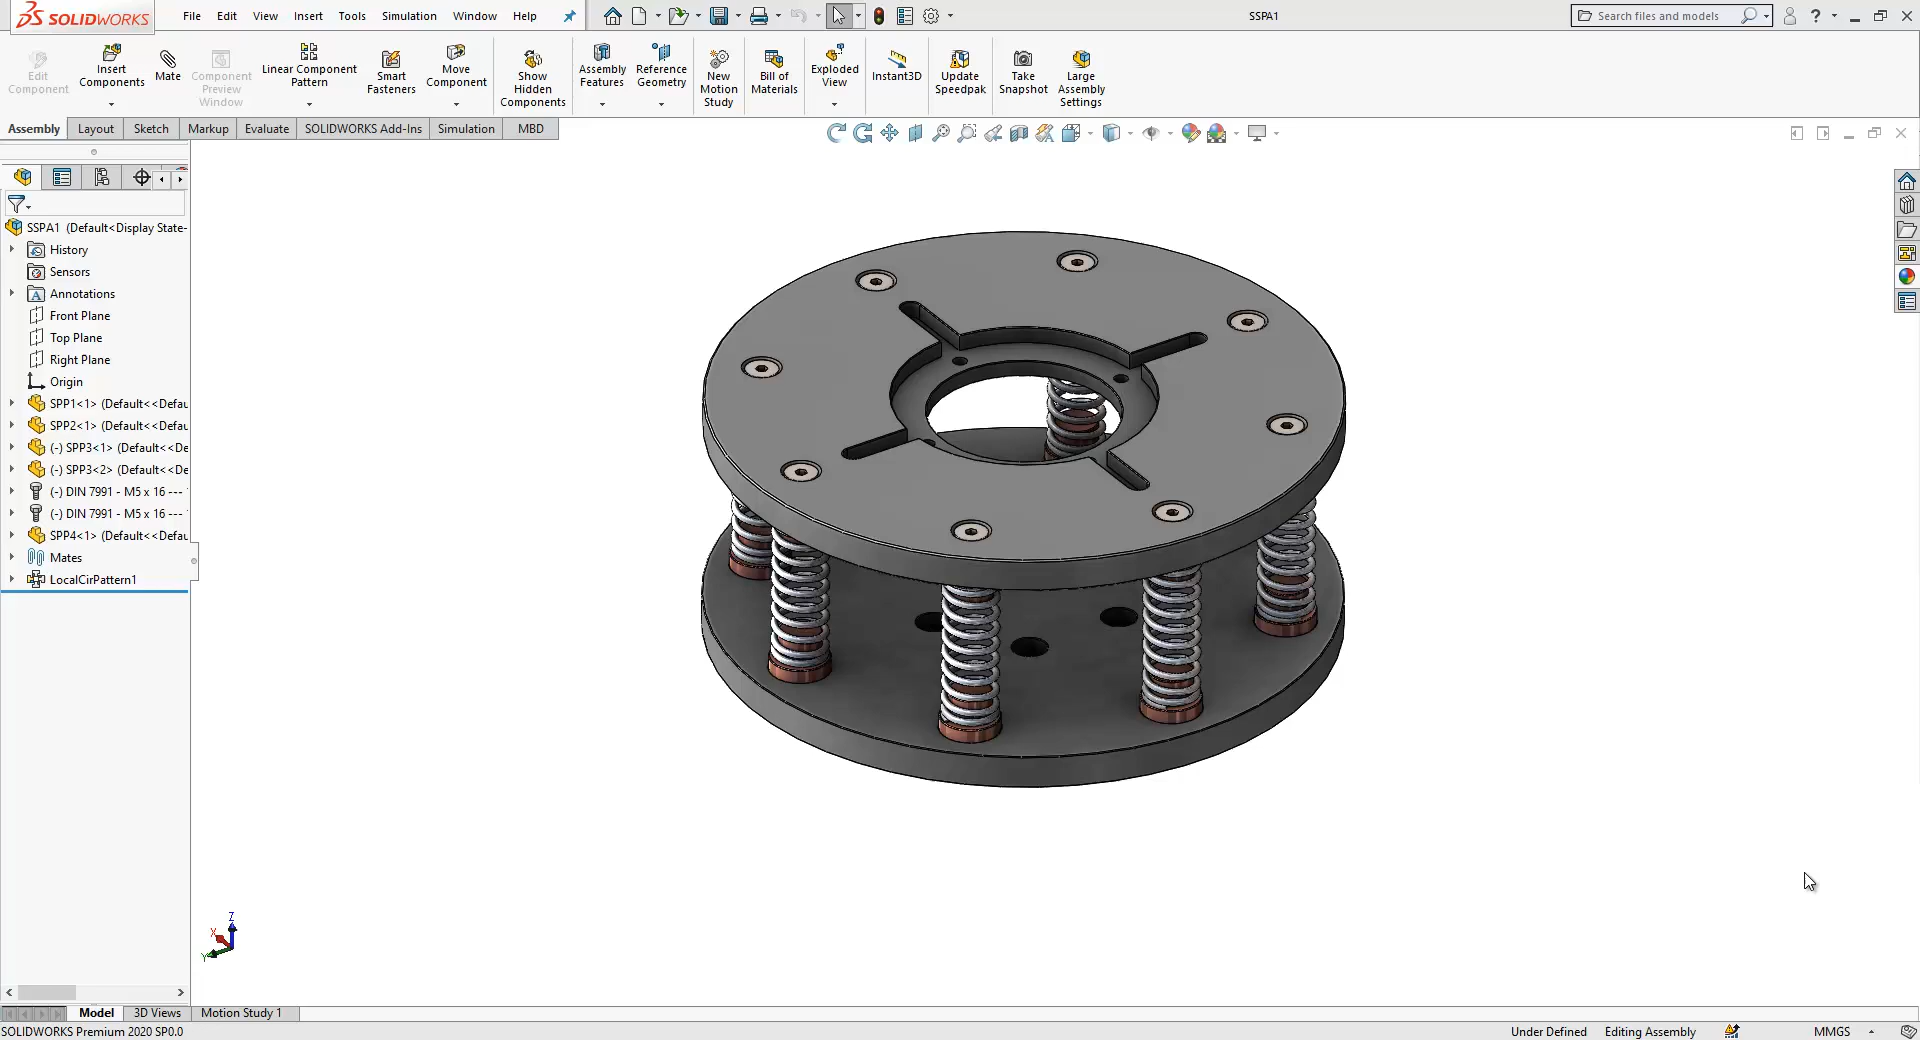 SOLIDWORKS
File Edit View Insert Tools Simulation Window Help
SSPA1
Search files and models
Edit Component
Insert Components
Mate
Component Preview Window
Linear Component Pattern
Smart Fasteners
Move Component
Show Hidden Components
Assembly Features
Reference Geometry
New Motion Study
Bill of Materials
Exploded View
Instant3D
Update Speedpak
Take Snapshot
Large Assembly Settings
Assembly Layout Sketch Markup Evaluate SOLIDWORKS Add-Ins Simulation MBD
SSPA1 (Default<Display State-
History
Sensors
Annotations
Front Plane
Top Plane
Right Plane
Origin
SPP1<1> (Default<<Defau
SPP2<1> (Default<<Defau
(-) SPP3<1> (Default<<De
(-) SPP3<2> (Default<<De
(-) DIN 7991 - M5 x 16 ---
(-) DIN 7991 - M5 x 16 ---
SPP4<1> (Default<<Defau
Mates
LocalCirPattern1
Z
X
Y
Model 3D Views Motion Study 1
SOLIDWORKS Premium 2020 SP0.0
Under Defined Editing Assembly MMGS